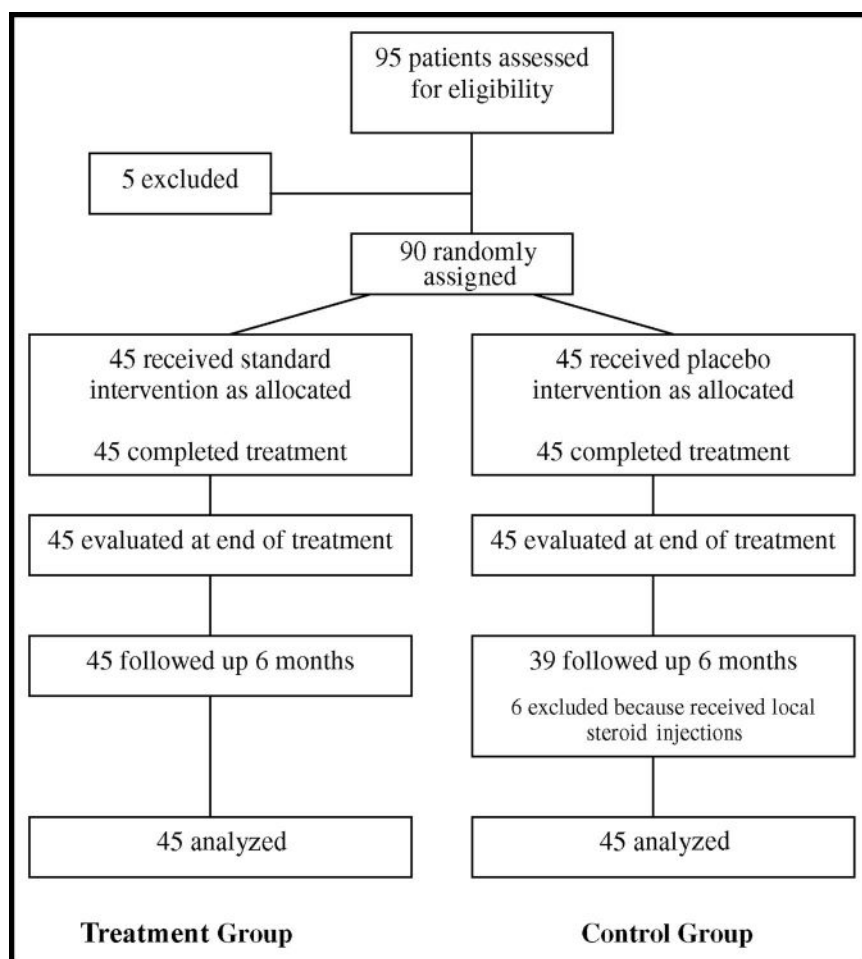 95 patients assessed
for eligibility
5 excluded
90 randomly
assigned
45 received standard
intervention as allocated
45 completed treatment
45 received placebo
intervention as allocated
45 completed treatment
45 evaluated at end of treatment
45 evaluated at end of treatment
45 followed up 6 months
39 followed up 6 months
6 excluded because received local
steroid injections
45 analyzed
45 analyzed
Treatment Group
Control Group